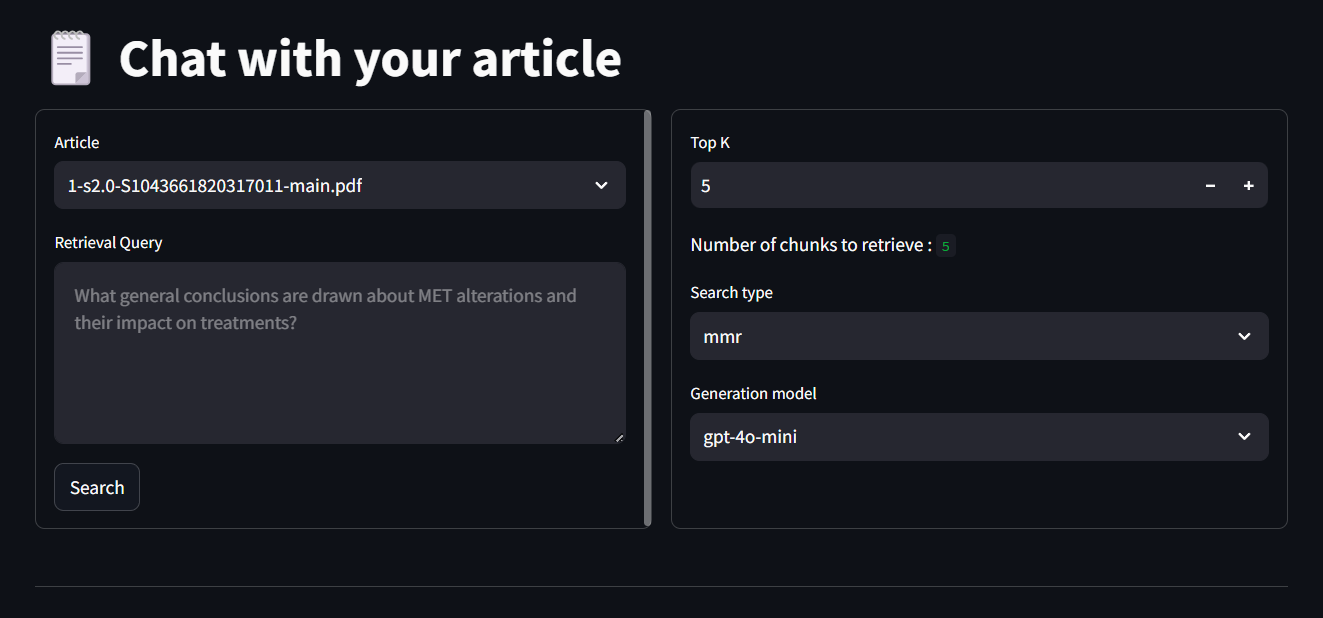 Chat with your article
Article
1-s2.0-S1043661820317011-main.pdf
Retrieval Query
What general conclusions are drawn about MET alterations and
their impact on treatments?
Search
Top K
5
Number of chunks to retrieve : 5
Search type
mmr
Generation model
gpt-4o-mini